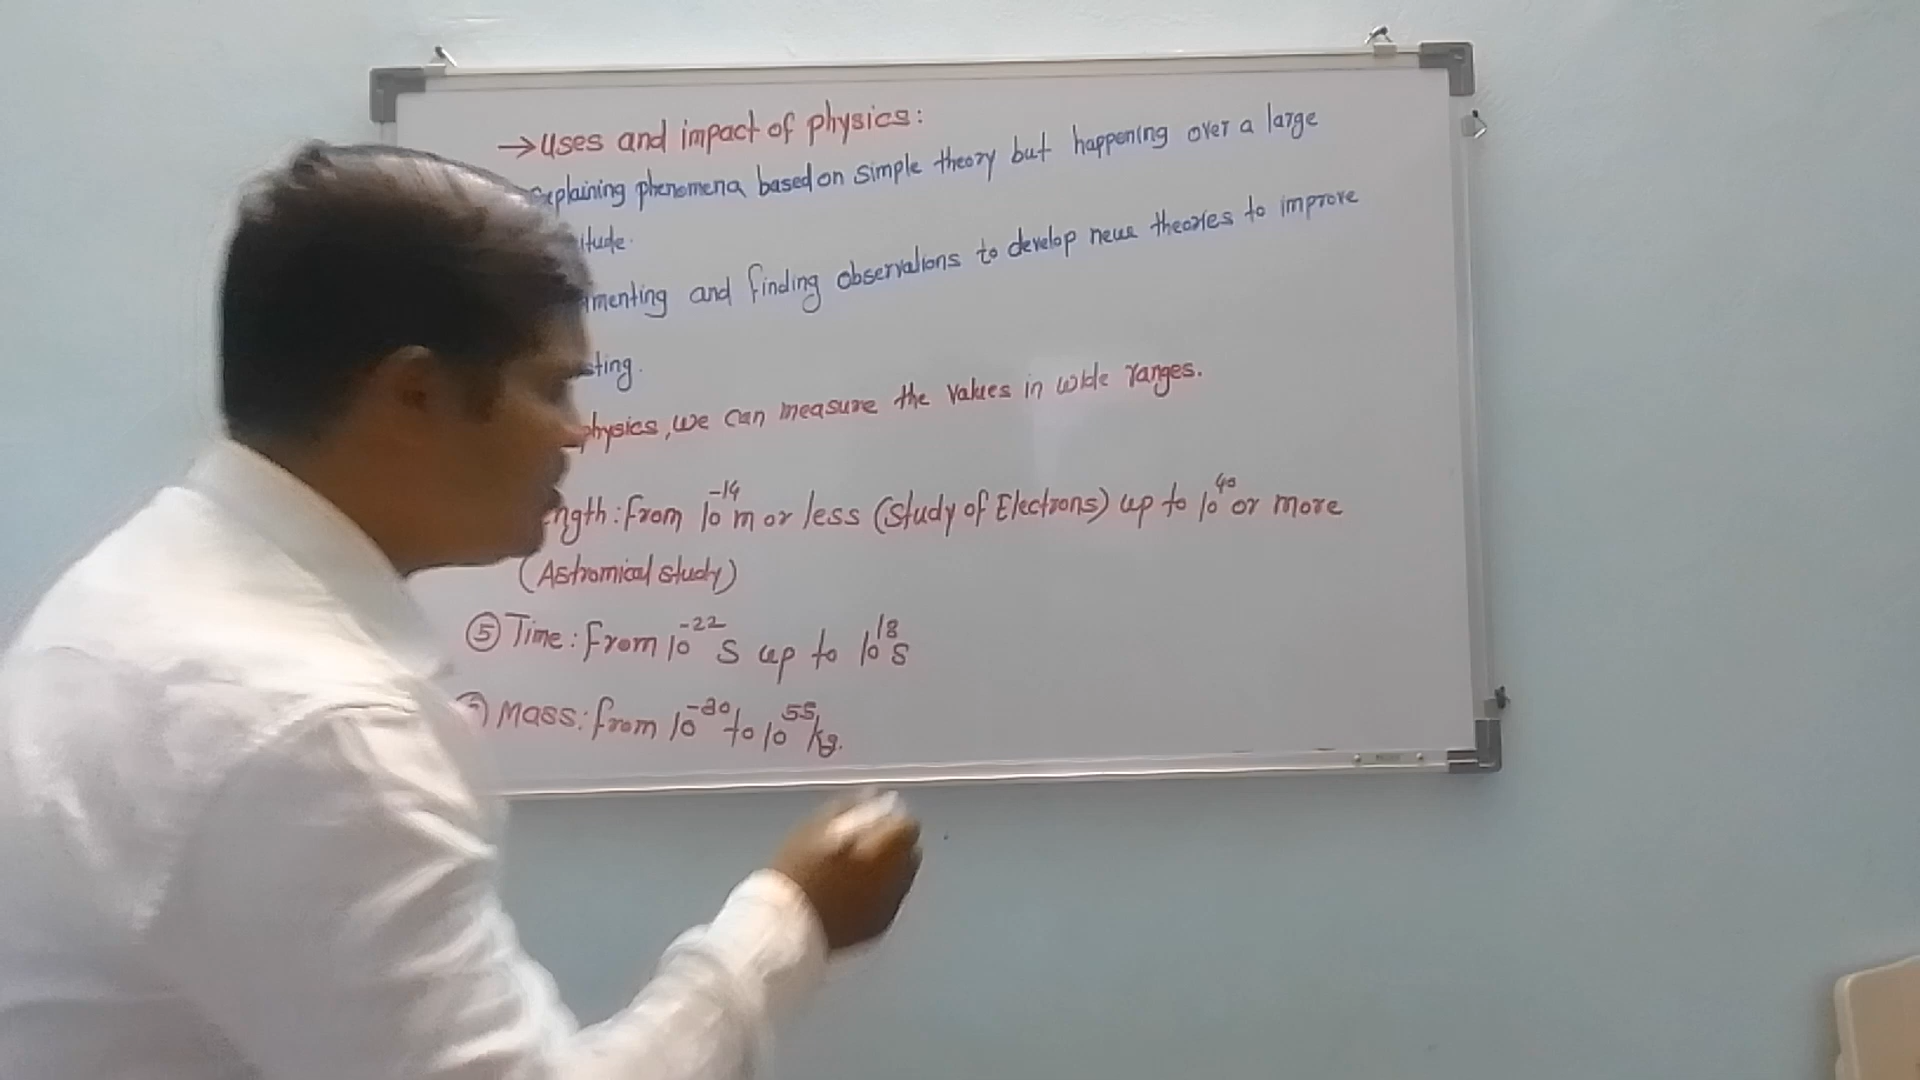 → Uses and impact of physics:
explaining phenomena based on simple theory but happening over a large
itude.
imenting and finding observations to develop new theories to improve
sting.
physics, we can measure the values in wide ranges.
ength: from 10⁻¹⁴ m or less (study of Electrons) up to 10⁴⁰ or more
(Astromical study)
⑤ Time: from 10⁻²² s up to 10¹⁸ s
Mass: from 10⁻³⁰ to 10⁵⁵ kg.